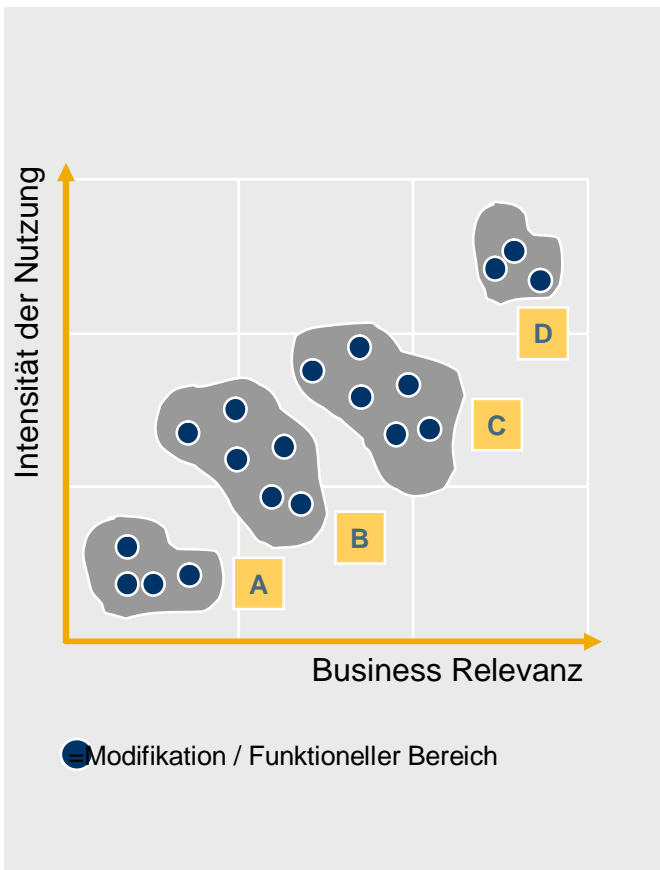 Intensität der Nutzung
D
C
B
A
Business Relevanz
=Modifikation / Funktioneller Bereich